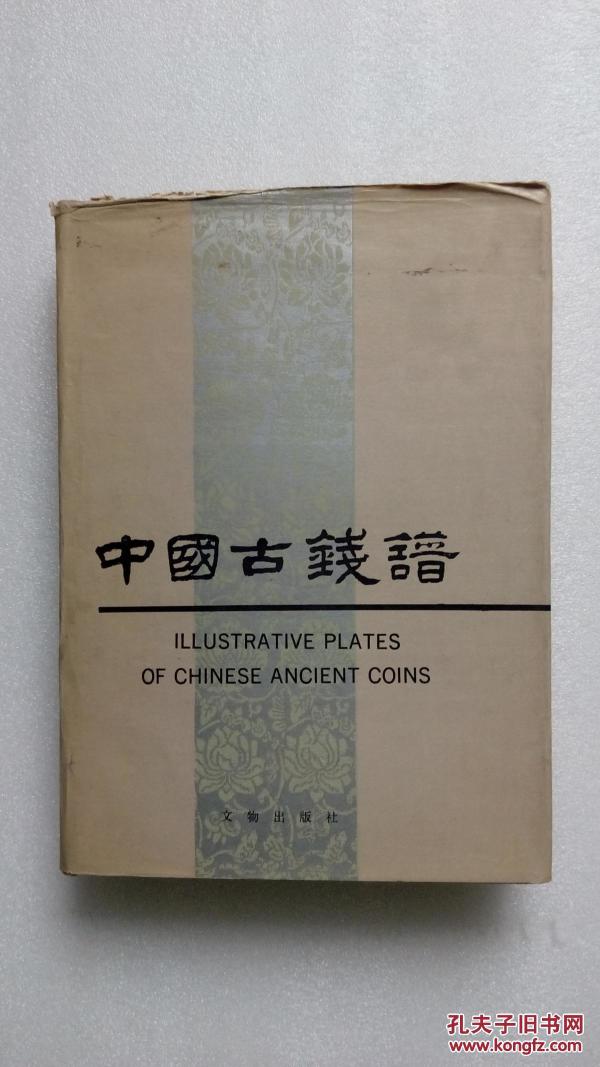 中國古錢譜
ILLUSTRATIVE PLATES
OF CHINESE ANCIENT COINS
文物出版社
孔夫子旧书网
www.kongfz.com